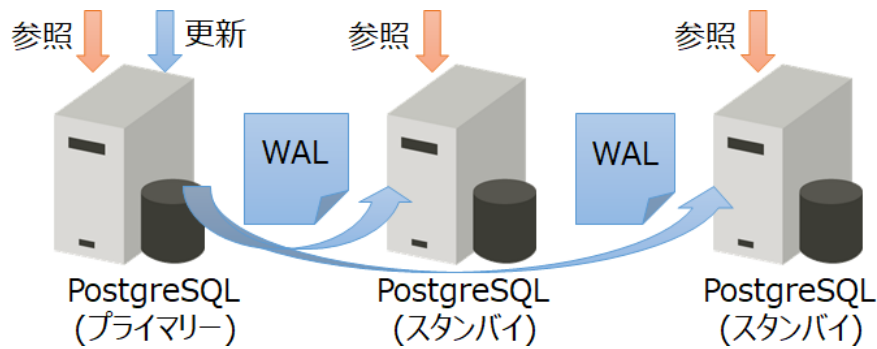 参照
更新
参照
参照
WAL
WAL
PostgreSQL
(プライマリー)
PostgreSQL
(スタンバイ)
PostgreSQL
(スタンバイ)